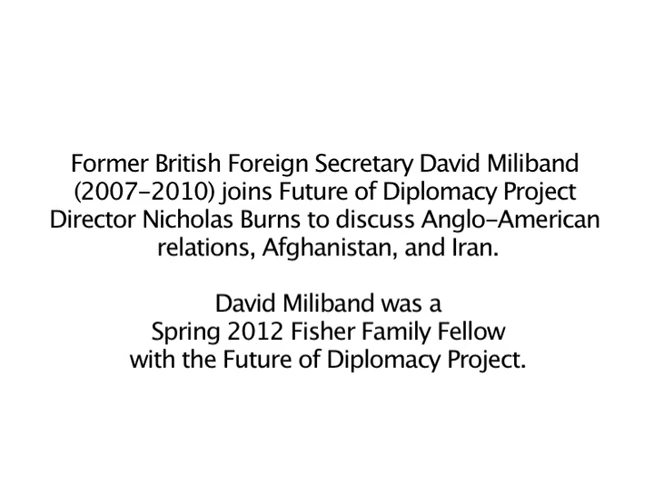 Former British Foreign Secretary David Miliband
(2007–2010) joins Future of Diplomacy Project
Director Nicholas Burns to discuss Anglo–American
relations, Afghanistan, and Iran.
David Miliband was a
Spring 2012 Fisher Family Fellow
with the Future of Diplomacy Project.